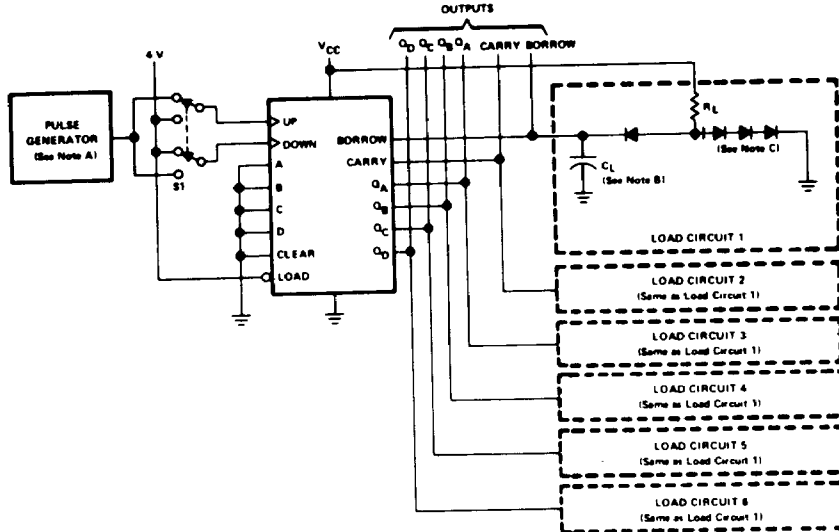 OUTPUTS
4 V
VCC
QD QC QB QA CARRY BORROW
PULSE
GENERATOR
(See Note A)
S1
UP
DOWN
A
B
C
D
CLEAR
LOAD
BORROW
CARRY
QA
QB
QC
QD
RL
(See Note C)
CL
(See Note B)
LOAD CIRCUIT 1
LOAD CIRCUIT 2
(Same as Load Circuit 1)
LOAD CIRCUIT 3
(Same as Load Circuit 1)
LOAD CIRCUIT 4
(Same as Load Circuit 1)
LOAD CIRCUIT 5
(Same as Load Circuit 1)
LOAD CIRCUIT 6
(Same as Load Circuit 1)